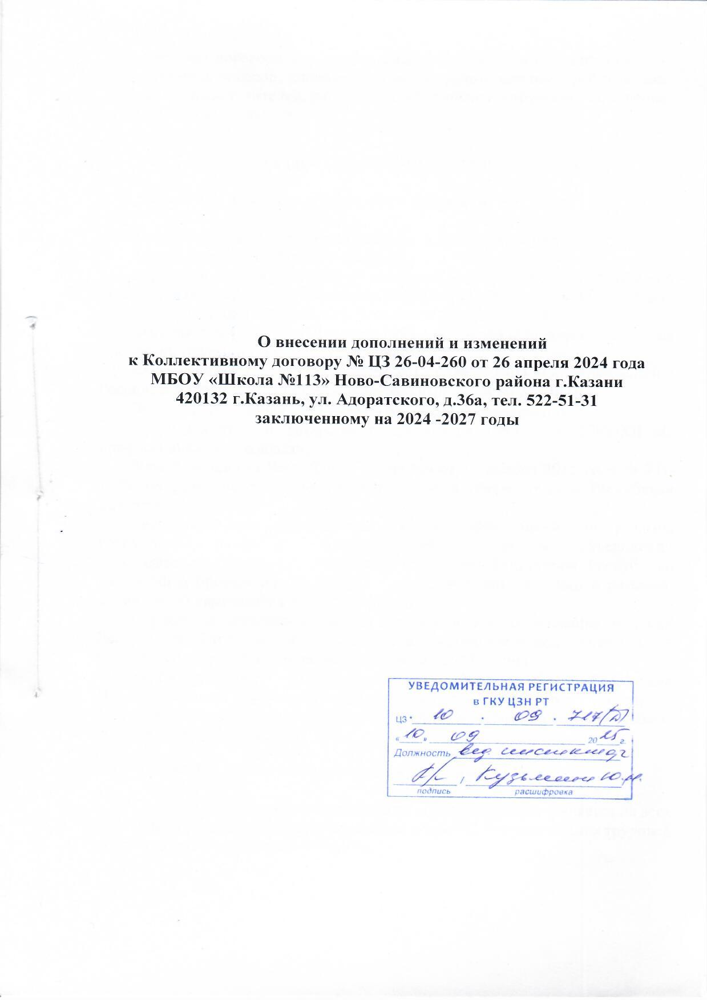 О внесении дополнений и изменений
к Коллективному договору № ЦЗ 26-04-260 от 26 апреля 2024 года
МБОУ «Школа №113» Ново-Савиновского района г.Казани
420132 г.Казань, ул. Адоратского, д.36а, тел. 522-51-31
заключенному на 2024 -2027 годы
УВЕДОМИТЕЛЬНАЯ РЕГИСТРАЦИЯ
в ГКУ ЦЗН РТ
ЦЗ 10 . 09 . 717(Д)
«10» 09 2025 г.
Должность вед. инспектор
/ Кузьмина Ю.М.
подпись расшифровка